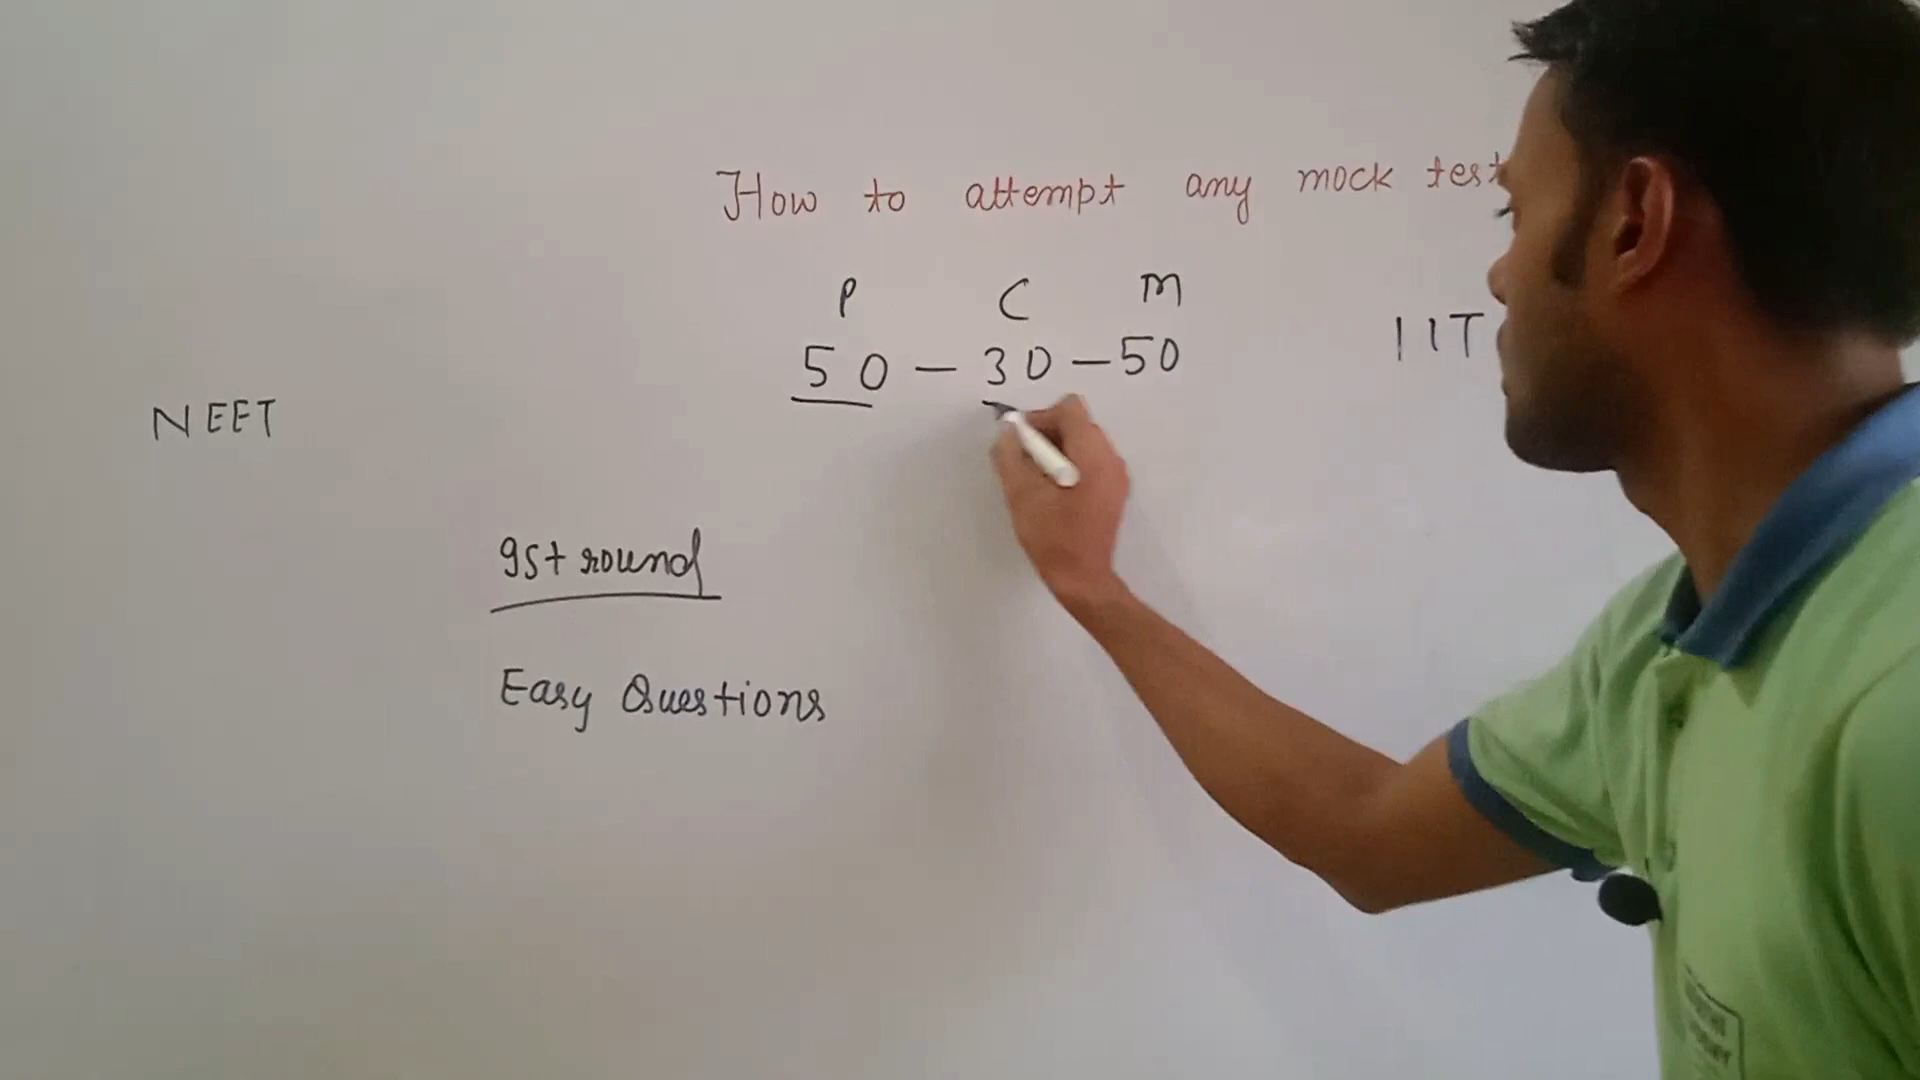 How to attempt any mock test
P C M
50 - 30 - 50
IIT
NEET
1st round
Easy Questions